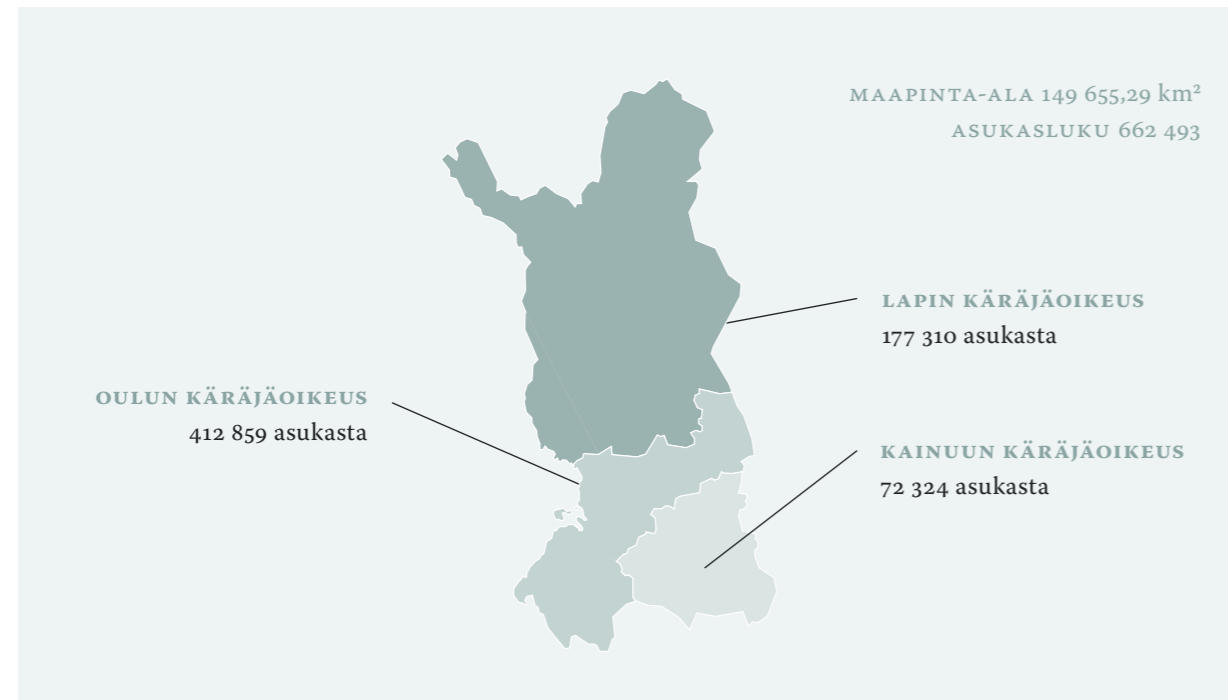 MAAPINTA-ALA 149 655,29 km²
ASUKASLUKU 662 493
LAPIN KÄRÄJÄOIKEUS
177 310 asukasta
OULUN KÄRÄJÄOIKEUS
412 859 asukasta
KAINUUN KÄRÄJÄOIKEUS
72 324 asukasta